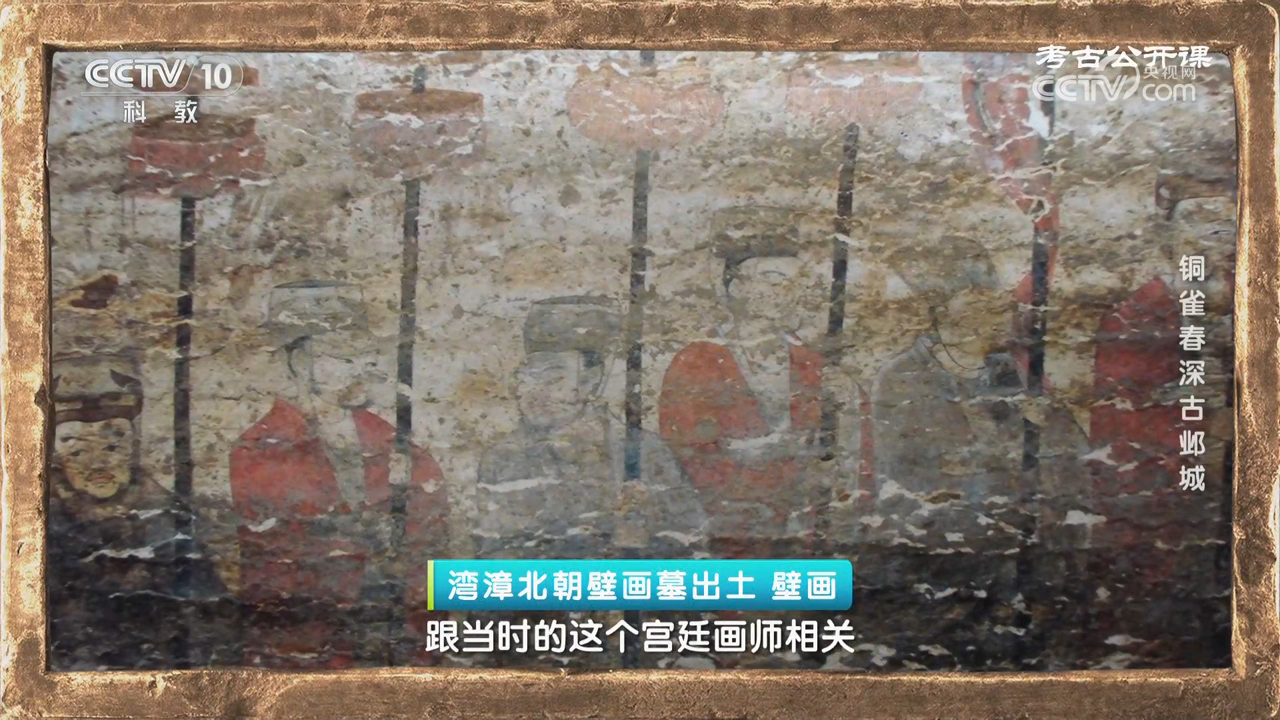 CCTV 10
科教
考古公开课
央视网
CCTV.com
铜雀春深古邺城
湾漳北朝壁画墓出土 壁画
跟当时的这个宫廷画师相关